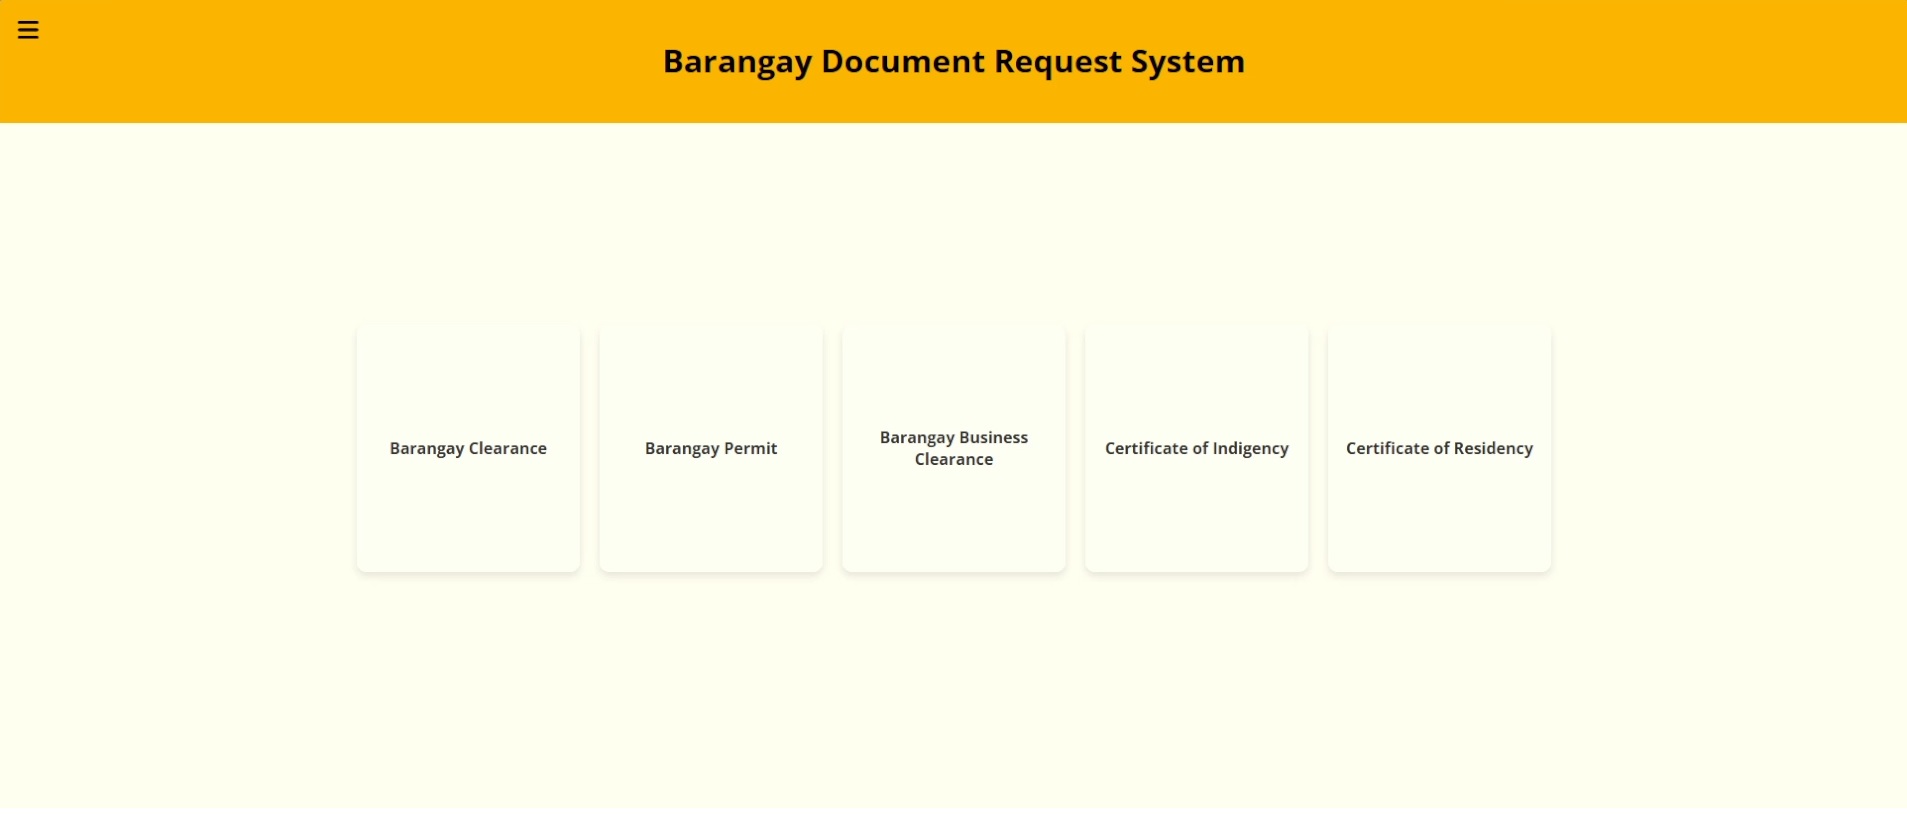 Barangay Document Request System
Barangay Clearance
Barangay Permit
Barangay Business
Clearance
Certificate of Indigency
Certificate of Residency